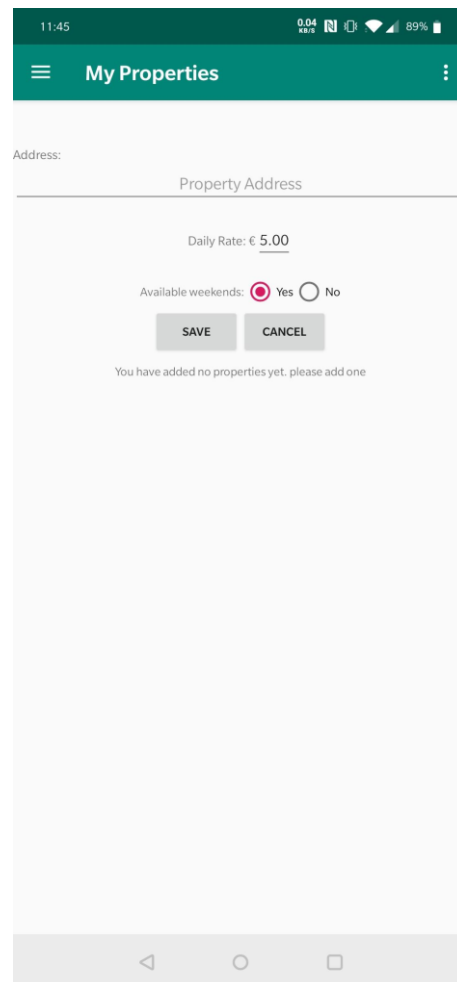 11:45 0.04 KB/S N 89%
My Properties
Address:
Property Address
Daily Rate: € 5.00
Available weekends: Yes No
SAVE CANCEL
You have added no properties yet. please add one